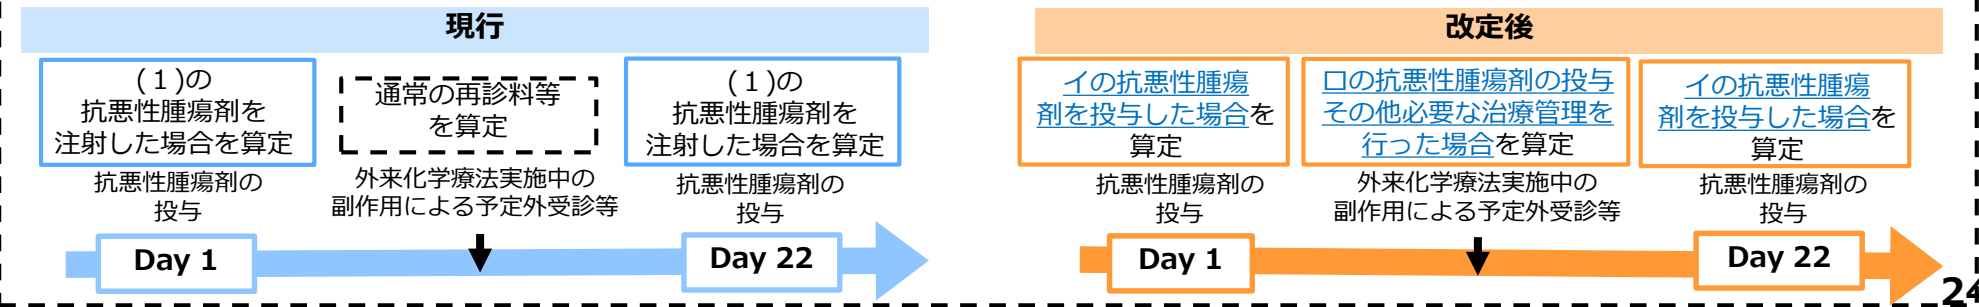 現行
(１)の
抗悪性腫瘍剤を
注射した場合を算定
通常の再診料等
を算定
(１)の
抗悪性腫瘍剤を
注射した場合を算定
抗悪性腫瘍剤の
投与
外来化学療法実施中の
副作用による予定外受診等
抗悪性腫瘍剤の
投与
Day 1
Day 22
改定後
イの抗悪性腫瘍
剤を投与した場合を
算定
ロの抗悪性腫瘍剤の投与
その他必要な治療管理を
行った場合を算定
イの抗悪性腫瘍
剤を投与した場合を
算定
抗悪性腫瘍剤の
投与
外来化学療法実施中の
副作用による予定外受診等
抗悪性腫瘍剤の
投与
Day 1
Day 22